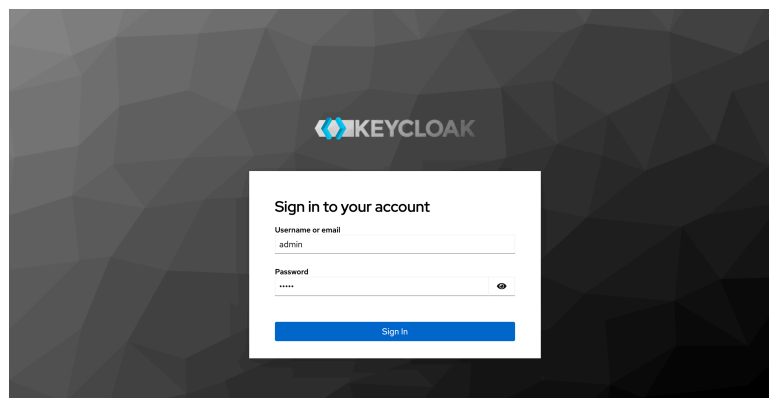 KEYCLOAK
Sign in to your account
Username or email
admin
Password
•••••
Sign In